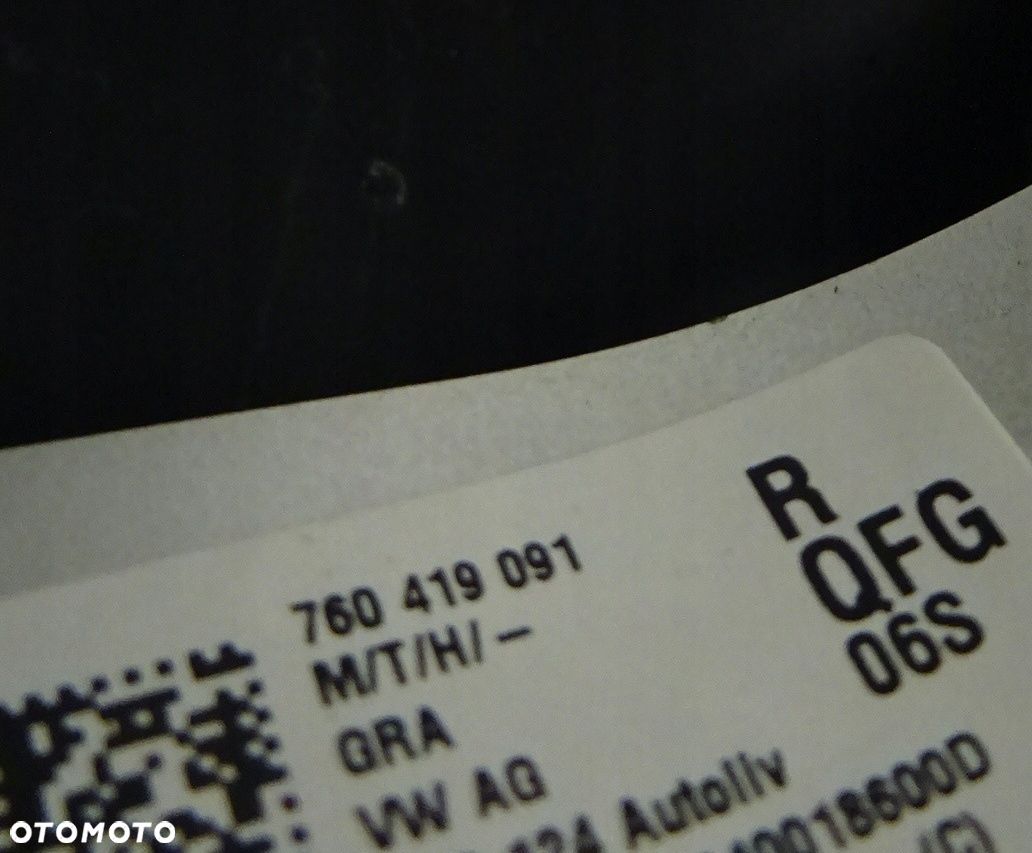 R
QFG
06S
760 419 091
M/T/H/-
GRA
VW AG
Autoliv
(C)
OTOMOTO